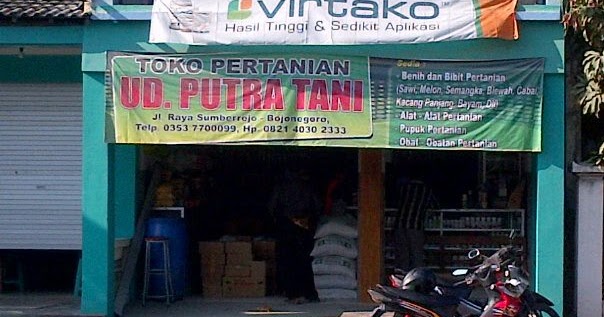 virtako
Hasil Tinggi & Sedikit Aplikasi
TOKO PERTANIAN
UD. PUTRA TANI
Jl Raya Sumberrejo - Bojonegoro,
Telp 0353 7700099, Hp. 0821 4030 2333
Sedia :
- Benih dan Bibit Pertanian
(Sawi, Melon, Semangka, Blewah, Cabai,
Kacang Panjang, Bayam, Dll)
- Alat - Alat Pertanian
- Pupuk Pertanian
- Obat - Obatan Pertanian